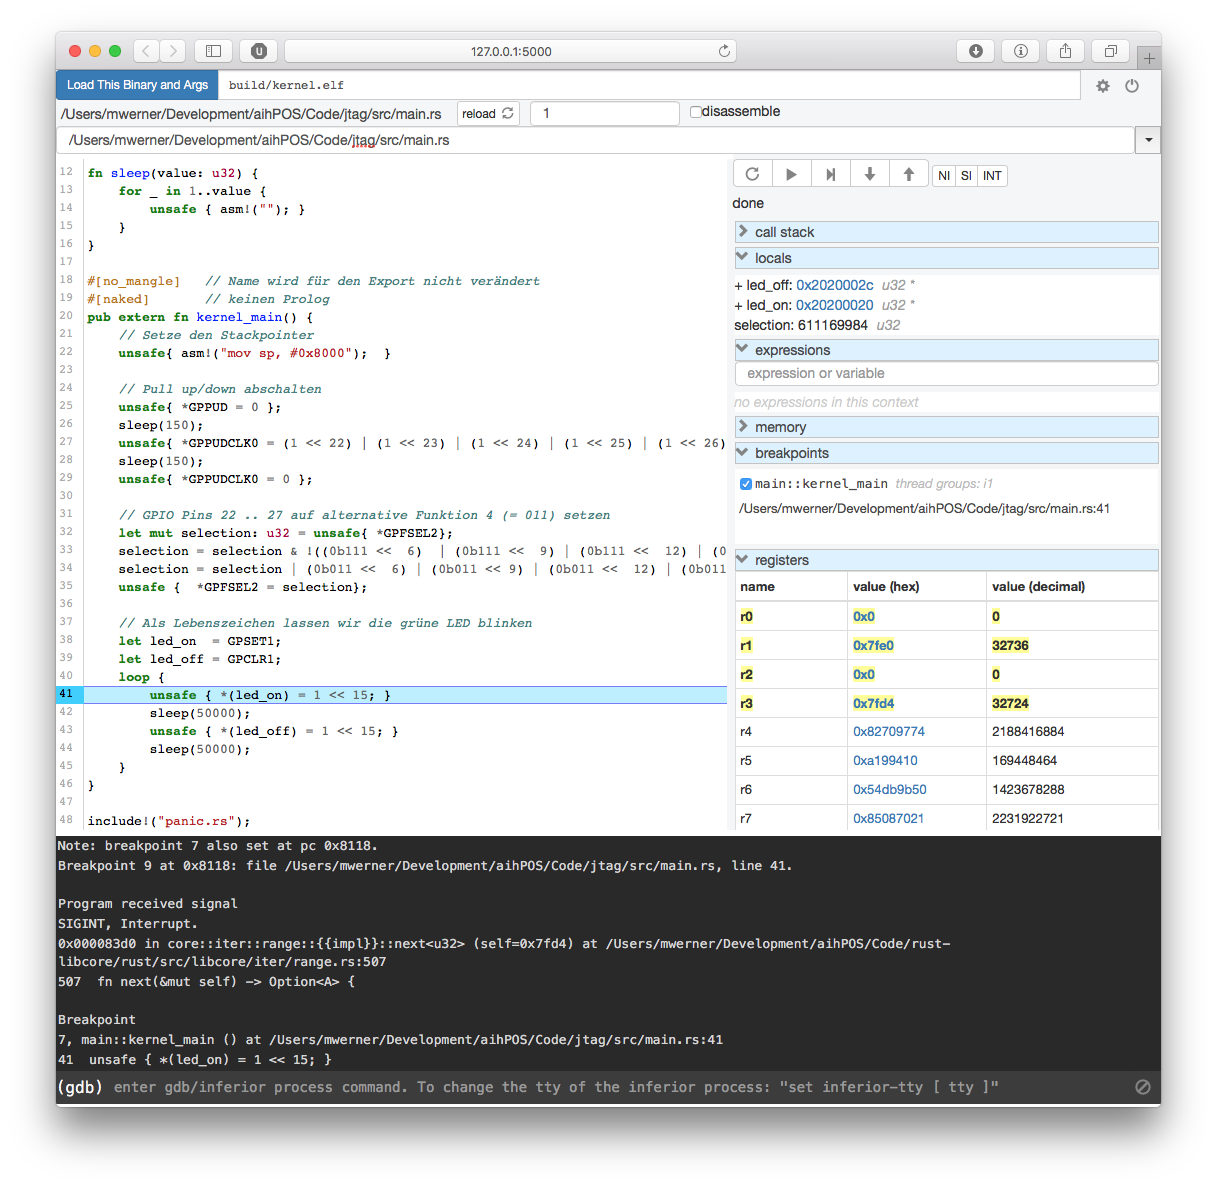 127.0.0.1:5000
Load This Binary and Args build/kernel.elf
/Users/mwerner/Development/aihPOS/Code/jtag/src/main.rs reload 1 disassemble
/Users/mwerner/Development/aihPOS/Code/jtag/src/main.rs
12 fn sleep(value: u32) {
13     for _ in 1..value {
14         unsafe { asm!(""); }
15     }
16 }
17
18 #[no_mangle]   // Name wird für den Export nicht verändert
19 #[naked]       // keinen Prolog
20 pub extern fn kernel_main() {
21     // Setze den Stackpointer
22     unsafe{ asm!("mov sp, #0x8000");  }
23
24     // Pull up/down abschalten
25     unsafe{ *GPPUD = 0 };
26     sleep(150);
27     unsafe{ *GPPUDCLK0 = (1 << 22) | (1 << 23) | (1 << 24) | (1 << 25) | (1 << 26)
28     sleep(150);
29     unsafe{ *GPPUDCLK0 = 0 };
30
31     // GPIO Pins 22 .. 27 auf alternative Funktion 4 (= 011) setzen
32     let mut selection: u32 = unsafe{ *GPFSEL2};
33     selection = selection & !((0b111 <<  6)  | (0b111 <<  9) | (0b111 <<  12) | (0
34     selection = selection | (0b011 <<  6) | (0b011 << 9) | (0b011 <<  12) | (0b011
35     unsafe {  *GPFSEL2 = selection};
36
37     // Als Lebenszeichen lassen wir die grüne LED blinken
38     let led_on  = GPSET1;
39     let led_off = GPCLR1;
40     loop {
41         unsafe { *(led_on) = 1 << 15; }
42         sleep(50000);
43         unsafe { *(led_off) = 1 << 15; }
44         sleep(50000);
45     }
46 }
47
48 include!("panic.rs");
NI SI INT
done
call stack
locals
+ led_off: 0x2020002c u32 *
+ led_on: 0x20200020 u32 *
selection: 611169984 u32
expressions
expression or variable
no expressions in this context
memory
breakpoints
main::kernel_main thread groups: i1
/Users/mwerner/Development/aihPOS/Code/jtag/src/main.rs:41
registers
name value (hex) value (decimal)
r0 0x0 0
r1 0x7fe0 32736
r2 0x0 0
r3 0x7fd4 32724
r4 0x82709774 2188416884
r5 0xa199410 169448464
r6 0x54db9b50 1423678288
r7 0x85087021 2231922721
Note: breakpoint 7 also set at pc 0x8118.
Breakpoint 9 at 0x8118: file /Users/mwerner/Development/aihPOS/Code/jtag/src/main.rs, line 41.
Program received signal
SIGINT, Interrupt.
0x000083d0 in core::iter::range::{{impl}}::next<u32> (self=0x7fd4) at /Users/mwerner/Development/aihPOS/Code/rust-
libcore/rust/src/libcore/iter/range.rs:507
507  fn next(&mut self) -> Option<A> {
Breakpoint
7, main::kernel_main () at /Users/mwerner/Development/aihPOS/Code/jtag/src/main.rs:41
41  unsafe { *(led_on) = 1 << 15; }
(gdb) enter gdb/inferior process command. To change the tty of the inferior process: "set inferior-tty [ tty ]"